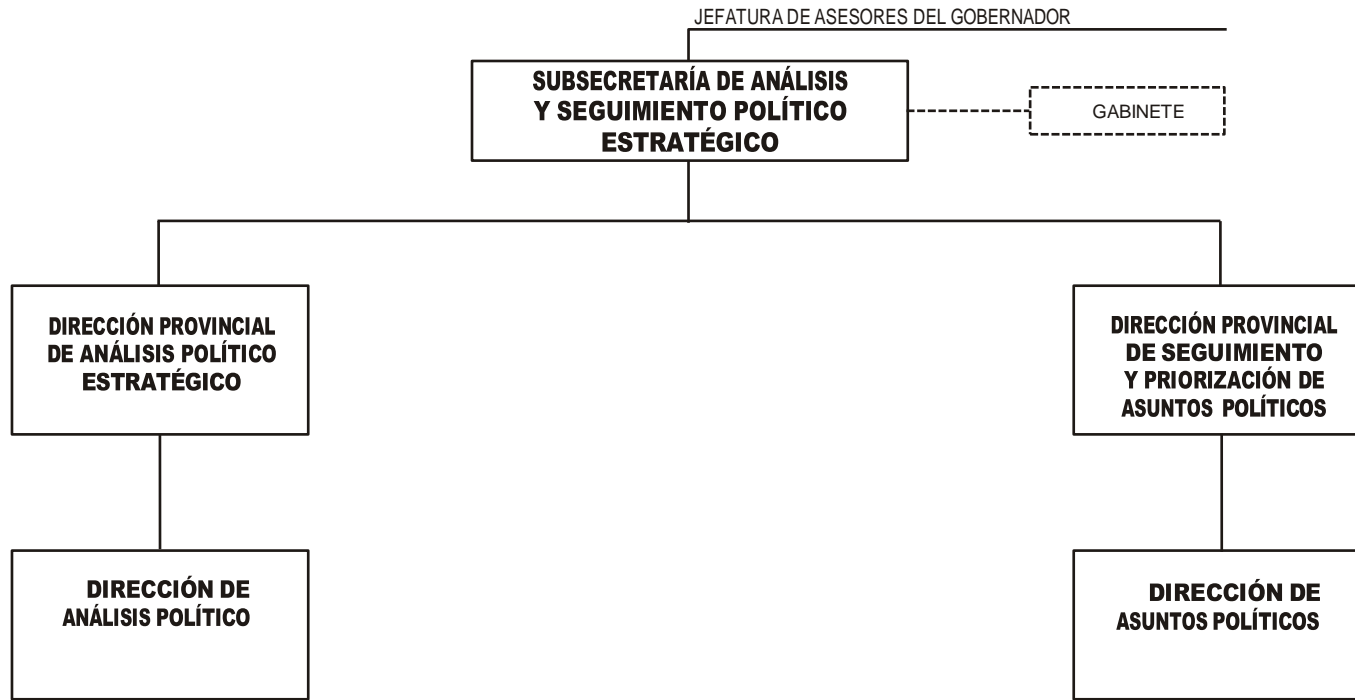 JEFATURA DE ASESORES DEL GOBERNADOR
SUBSECRETARÍA DE ANÁLISIS
Y SEGUIMIENTO POLÍTICO
ESTRATÉGICO
GABINETE
DIRECCIÓN PROVINCIAL
DE ANÁLISIS POLÍTICO
ESTRATÉGICO
DIRECCIÓN PROVINCIAL
DE SEGUIMIENTO
Y PRIORIZACIÓN DE
ASUNTOS POLÍTICOS
DIRECCIÓN DE
ANÁLISIS POLÍTICO
DIRECCIÓN DE
ASUNTOS POLÍTICOS